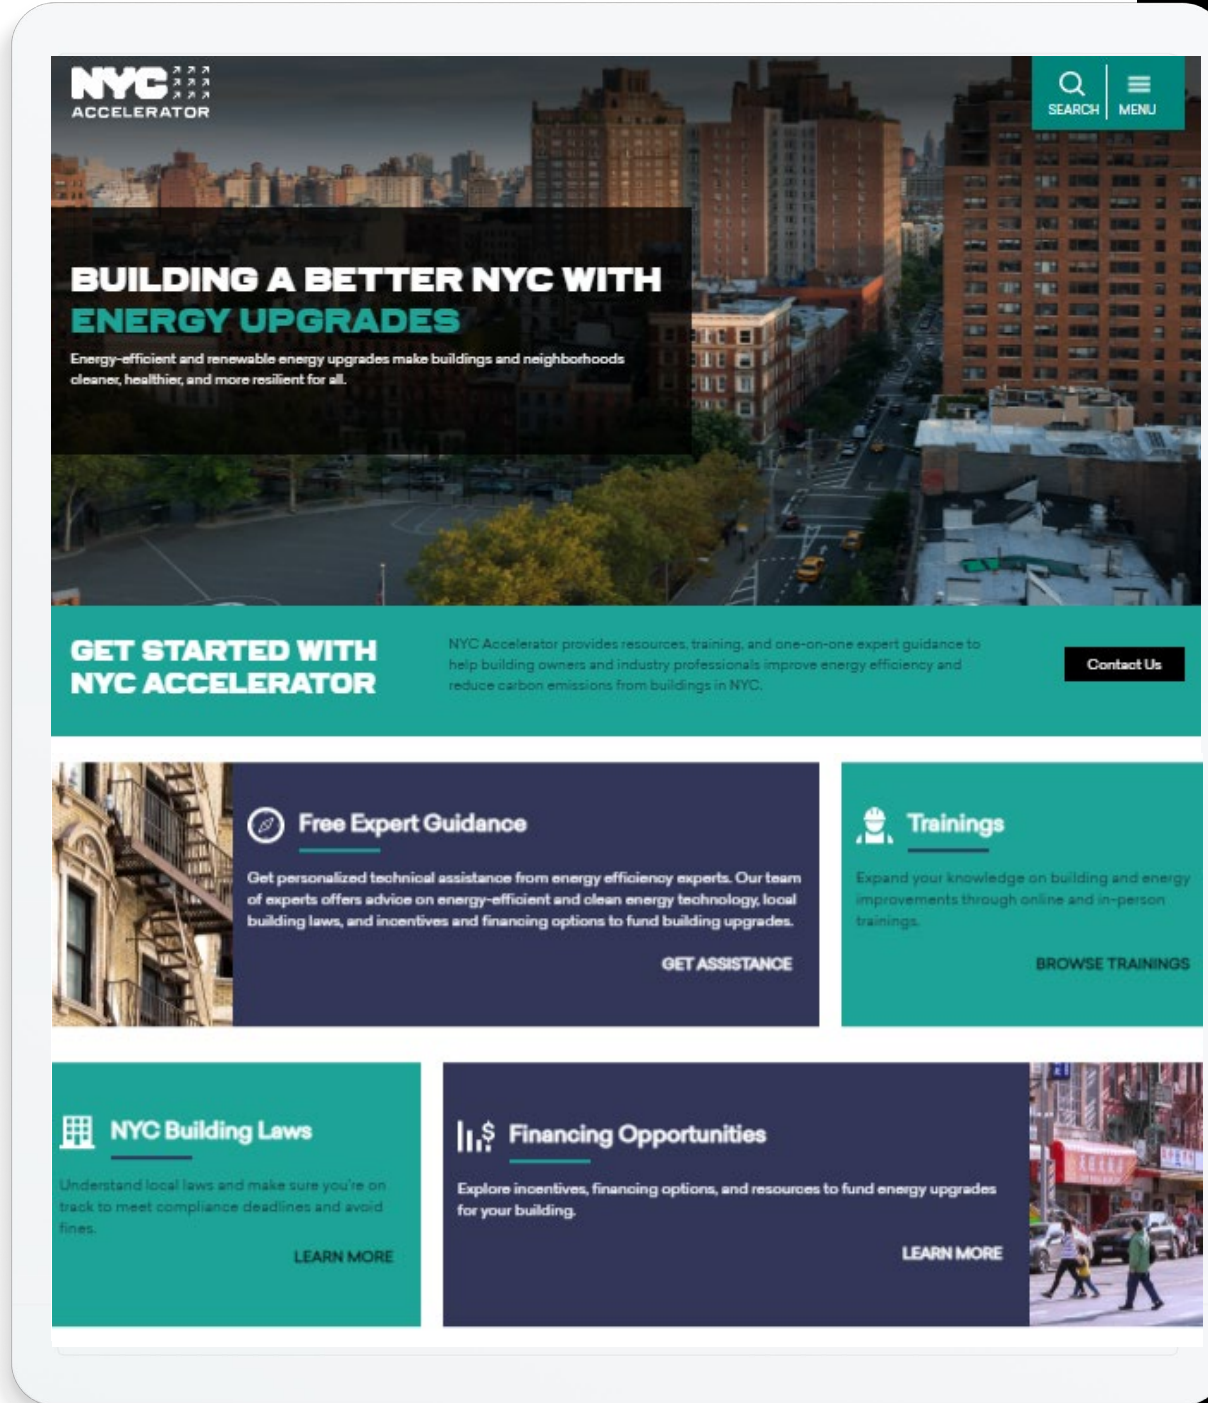 NYC
ACCELERATOR
SEARCH
MENU
BUILDING A BETTER NYC WITH
ENERGY UPGRADES
Energy-efficient and renewable energy upgrades make buildings and neighborhoods
cleaner, healthier, and more resilient for all.
GET STARTED WITH
NYC ACCELERATOR
NYC Accelerator provides resources, training, and one-on-one expert guidance to
help building owners and industry professionals improve energy efficiency and
reduce carbon emissions from buildings in NYC.
Contact Us
Free Expert Guidance
Get personalized technical assistance from energy efficiency experts. Our team
of experts offers advice on energy-efficient and clean energy technology, local
building laws, and incentives and financing options to fund building upgrades.
GET ASSISTANCE
Trainings
Expand your knowledge on building and energy
improvements through online and in-person
trainings.
BROWSE TRAININGS
NYC Building Laws
Understand local laws and make sure you're on
track to meet compliance deadlines and avoid
fines.
LEARN MORE
Financing Opportunities
Explore incentives, financing options, and resources to fund energy upgrades
for your building.
LEARN MORE